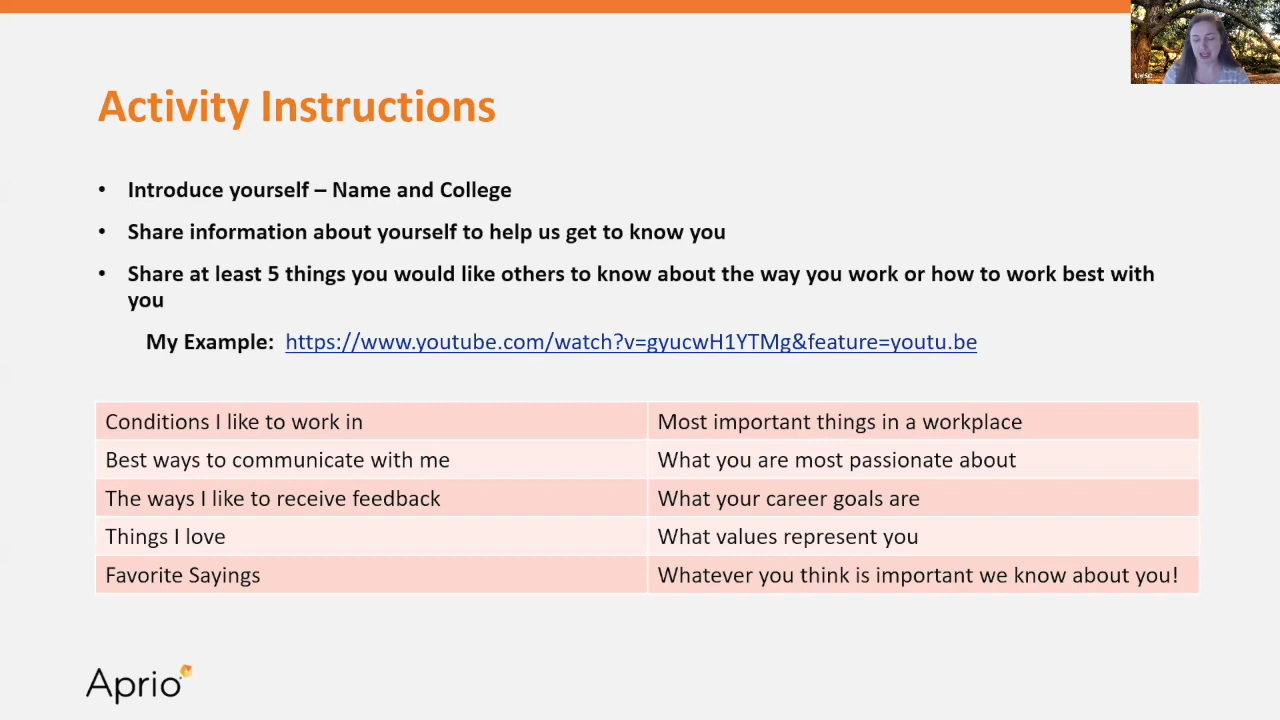 Activity Instructions
• Introduce yourself – Name and College
• Share information about yourself to help us get to know you
• Share at least 5 things you would like others to know about the way you work or how to work best with
you
My Example: https://www.youtube.com/watch?v=gyucwH1YTMg&feature=youtu.be
Conditions I like to work in
Most important things in a workplace
Best ways to communicate with me
What you are most passionate about
The ways I like to receive feedback
What your career goals are
Things I love
What values represent you
Favorite Sayings
Whatever you think is important we know about you!
Aprio